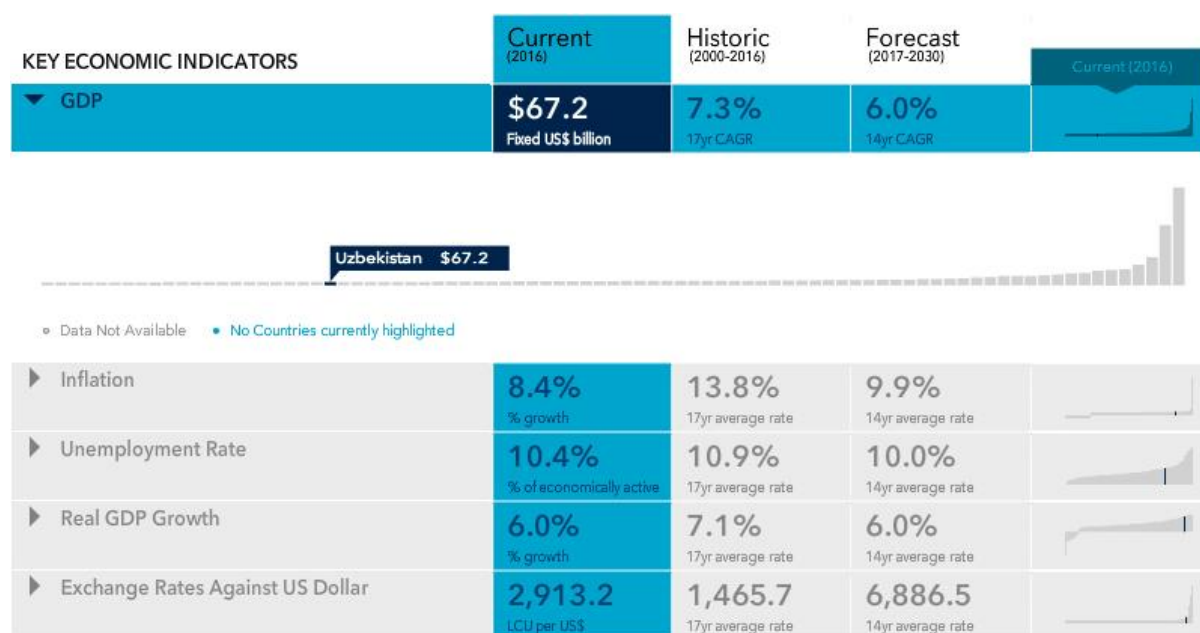 KEY ECONOMIC INDICATORS
Current
(2016)
Historic
(2000-2016)
Forecast
(2017-2030)
Current (2016)
GDP
$67.2
Fixed US$ billion
7.3%
17yr CAGR
6.0%
14yr CAGR
Uzbekistan $67.2
Data Not Available
No Countries currently highlighted
Inflation
8.4%
% growth
13.8%
17yr average rate
9.9%
14yr average rate
Unemployment Rate
10.4%
% of economically active
10.9%
17yr average rate
10.0%
14yr average rate
Real GDP Growth
6.0%
% growth
7.1%
17yr average rate
6.0%
14yr average rate
Exchange Rates Against US Dollar
2,913.2
LCU per US$
1,465.7
17yr average rate
6,886.5
14yr average rate